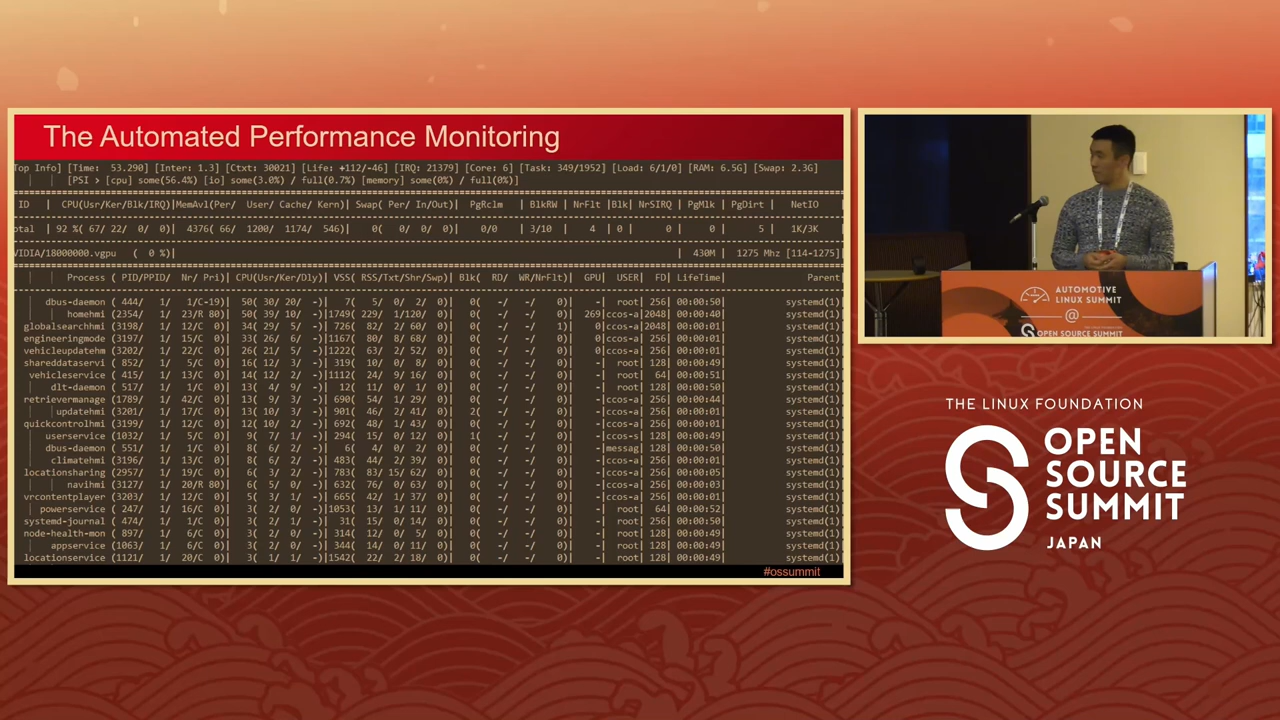 The Automated Performance Monitoring
Top Info] [Time: 53.290] [Inter: 1.3] [Ctxt: 30021] [Life: +112/-46] [IRQ: 21379] [Core: 6] [Task: 349/1952] [Load: 6/1/0] [RAM: 6.5G] [Swap: 2.3G]
[PSI > [cpu] some(56.4%) [io] some(3.0%) / full(0.7%) [memory] some(0%) / full(0%)]
ID | CPU(Usr/Ker/Blk/IRQ)|MemAvl(Per/ User/ Cache/ Kern)| Swap( Per/ In/Out)| PgRclm | BlkRW | NrFlt |Blk| NrSIRQ | PgMlk | PgDirt | NetIO
otal | 92 %( 67/ 22/ 0/ 0)| 4376( 66/ 1200/ 1174/ 546)| 0( 0/ 0/ 0)| 0/0 | 3/10 | 4 | 0 | 0 | 0 | 5 | 1K/3K
VIDIA/18000000.vgpu ( 0 %)| | 430M | 1275 Mhz [114-1275]
Process ( PID/PPID/ Nr/ Pri)| CPU(Usr/Ker/Dly)| VSS( RSS/Txt/Shr/Swp)| Blk( RD/ WR/NrFlt)| GPU| USER| FD| LifeTime| Parent
dbus-daemon ( 444/ 1/ 1/C-19)| 50( 30/ 20/ -)| 7( 5/ 0/ 2/ 0)| 0( -/ -/ 0)| -| root| 256| 00:00:50| systemd(1)
homehmi (2354/ 1/ 23/R 80)| 50( 39/ 10/ -)|1749( 229/ 1/120/ 0)| 0( -/ -/ 0)| 269|ccos-a|2048| 00:00:40| systemd(1)
globalsearchhmi (3198/ 1/ 12/C 0)| 34( 29/ 5/ -)| 726( 82/ 2/ 60/ 0)| 0( -/ -/ 1)| 0|ccos-a|2048| 00:00:01| systemd(1)
engineeringmode (3197/ 1/ 15/C 0)| 33( 26/ 6/ -)|1167( 80/ 8/ 68/ 0)| 0( -/ -/ 0)| 0|ccos-a| 256| 00:00:01| systemd(1)
vehicleupdatehm (3202/ 1/ 22/C 0)| 26( 21/ 5/ -)|1222( 63/ 2/ 52/ 0)| 0( -/ -/ 0)| 0|ccos-a| 256| 00:00:01| systemd(1)
shareddataservi ( 852/ 1/ 5/C 0)| 16( 12/ 3/ -)| 319( 10/ 0/ 8/ 0)| 0( -/ -/ 0)| -| root| 128| 00:00:49| systemd(1)
vehicleservice ( 415/ 1/ 13/C 0)| 14( 12/ 2/ -)|1112( 24/ 9/ 16/ 0)| 0( -/ -/ 0)| -| root| 64| 00:00:51| systemd(1)
dlt-daemon ( 517/ 1/ 1/C 0)| 13( 4/ 9/ -)| 12( 11/ 0/ 1/ 0)| 0( -/ -/ 0)| -| root| 128| 00:00:50| systemd(1)
retrievermanage (1789/ 1/ 42/C 0)| 13( 9/ 3/ -)| 690( 54/ 1/ 29/ 0)| 0( -/ -/ 0)| -|ccos-a| 256| 00:00:44| systemd(1)
updatehmi (3201/ 1/ 17/C 0)| 13( 10/ 3/ -)| 901( 46/ 2/ 41/ 0)| 2( -/ -/ 0)| -|ccos-a| 256| 00:00:01| systemd(1)
quickcontrolhmi (3199/ 1/ 12/C 0)| 12( 10/ 2/ -)| 692( 48/ 1/ 43/ 0)| 0( -/ -/ 0)| -|ccos-a| 256| 00:00:01| systemd(1)
userservice (1032/ 1/ 5/C 0)| 9( 7/ 1/ -)| 294( 15/ 0/ 12/ 0)| 1( -/ -/ 0)| -|ccos-a| 128| 00:00:49| systemd(1)
dbus-daemon ( 551/ 1/ 1/C 0)| 8( 6/ 2/ -)| 6( 4/ 0/ 2/ 0)| 0( -/ -/ 0)| -|messag| 128| 00:00:50| systemd(1)
climatehmi (3196/ 1/ 13/C 0)| 8( 6/ 2/ -)| 483( 44/ 2/ 39/ 0)| 0( -/ -/ 0)| -|ccos-a| 256| 00:00:01| systemd(1)
locationsharing (2957/ 1/ 19/C 0)| 6( 3/ 2/ -)| 783( 83/ 15/ 62/ 0)| 0( -/ -/ 0)| -|ccos-a| 256| 00:00:05| systemd(1)
navihmi (3127/ 1/ 20/R 80)| 6( 5/ 0/ -)| 632( 76/ 0/ 63/ 0)| 0( -/ -/ 0)| -|ccos-a| 256| 00:00:03| systemd(1)
vrcontentplayer (3203/ 1/ 12/C 0)| 5( 3/ 1/ -)| 665( 42/ 1/ 37/ 0)| 0( -/ -/ 0)| -|ccos-a| 256| 00:00:01| systemd(1)
powerservice ( 247/ 1/ 16/C 0)| 3( 2/ 0/ -)|1053( 13/ 1/ 11/ 0)| 0( -/ -/ 0)| -| root| 64| 00:00:52| systemd(1)
systemd-journal ( 474/ 1/ 1/C 0)| 3( 2/ 1/ -)| 31( 15/ 0/ 14/ 0)| 0( -/ -/ 0)| -| root| 256| 00:00:50| systemd(1)
node-health-mon ( 897/ 1/ 6/C 0)| 3( 2/ 0/ -)| 314( 12/ 0/ 5/ 0)| 0( -/ -/ 0)| -| root| 128| 00:00:49| systemd(1)
appservice (1063/ 1/ 6/C 0)| 3( 2/ 0/ -)| 344( 14/ 0/ 11/ 0)| 0( -/ -/ 0)| -| root| 128| 00:00:49| systemd(1)
locationservice (1121/ 1/ 20/C 0)| 3( 1/ 1/ -)|1542( 22/ 2/ 18/ 0)| 0( -/ -/ 0)| -| root| 128| 00:00:49| systemd(1)
#ossummit
AUTOMOTIVE
LINUX SUMMIT
@
OPEN SOURCE SUMMIT
THE LINUX FOUNDATION
OPEN
SOURCE
SUMMIT
JAPAN